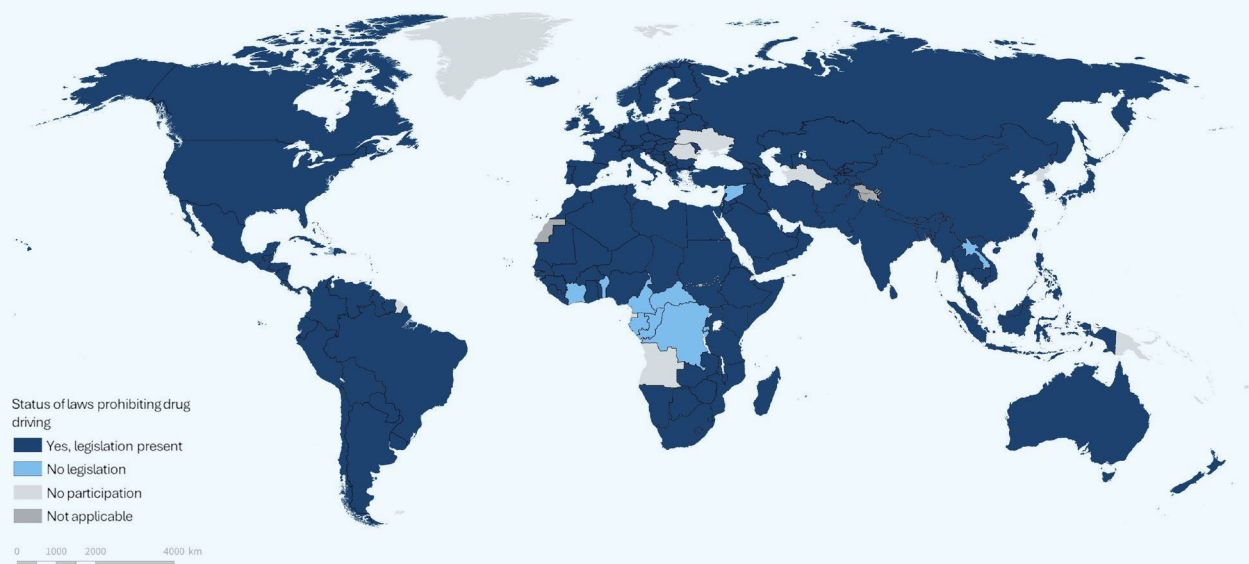 Status of laws prohibiting drug
driving
Yes, legislation present
No legislation
No participation
Not applicable
0 1000 2000 4000 km